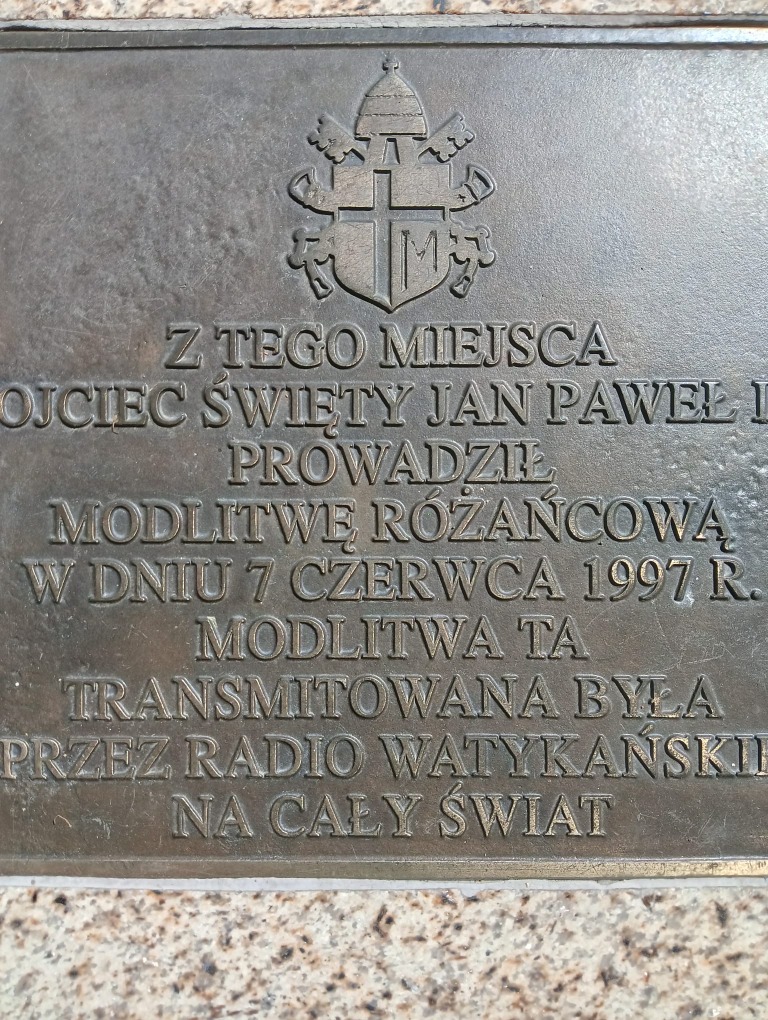 M
Z TEGO MIEJSCA
OJCIEC ŚWIĘTY JAN PAWEŁ
PROWADZIŁ
MODLITWĘ RÓŻAŃCOWĄ
W DNIU 7 CZERWCA 1997 R.
MODLITWA TA
TRANSMITOWANA BYŁA
PRZEZ RADIO WATYKAŃSKIE
NA CAŁY ŚWIAT